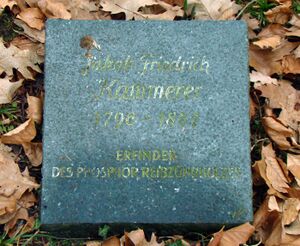 Jakob Friedrich
Kammerer
1796 - 1857
ERFINDER
DES PHOSPHOR REIBZÜNDHOLZES